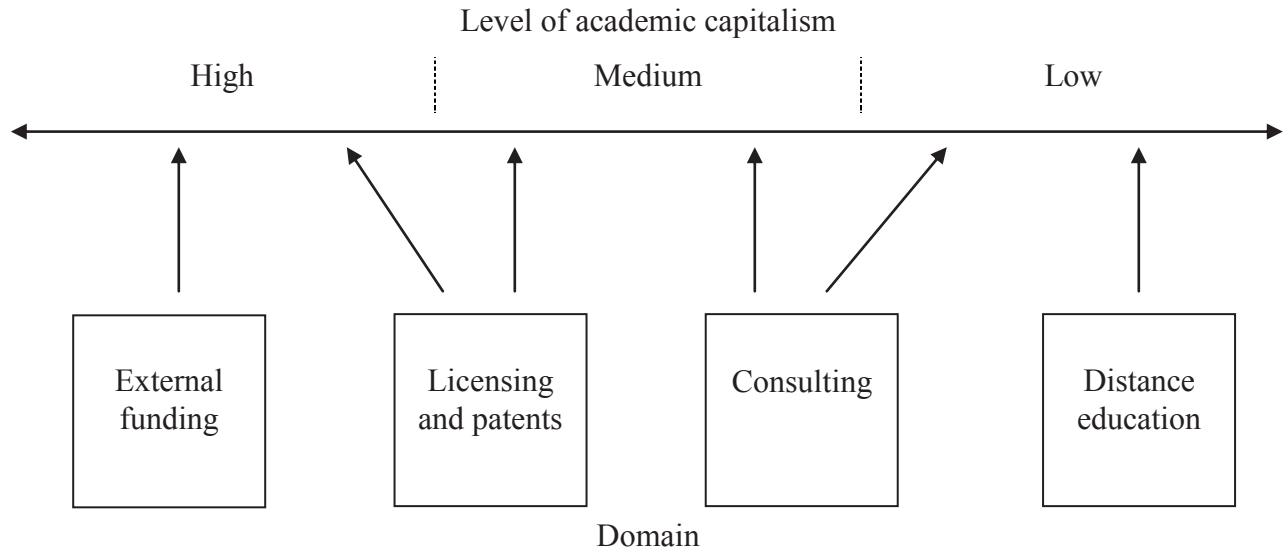 Level of academic capitalism
High
Medium
Low
External
funding
Licensing
and patents
Consulting
Distance
education
Domain